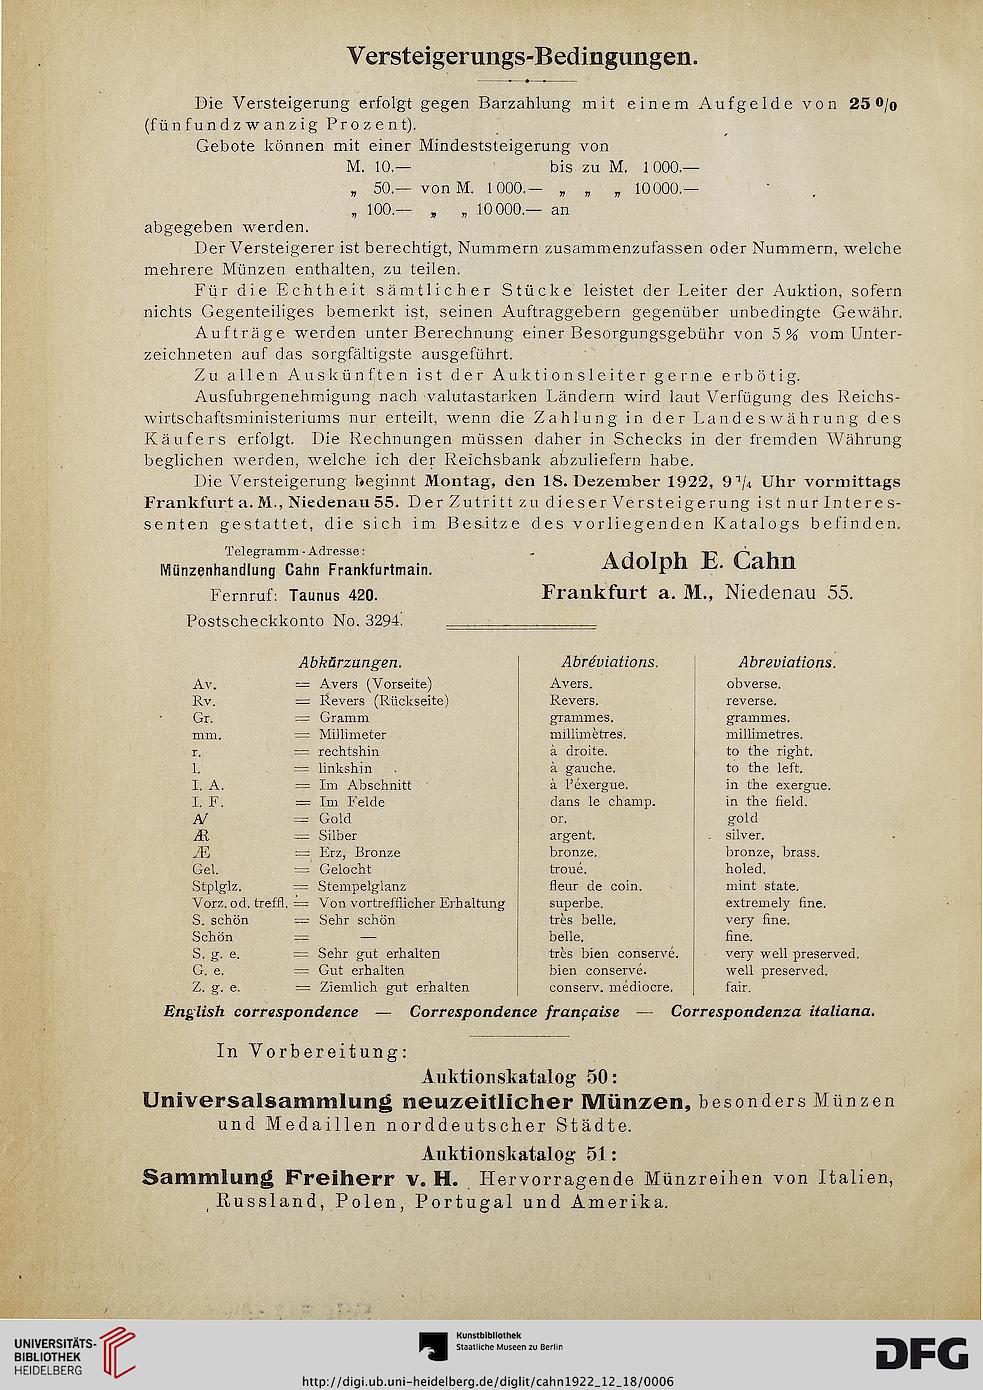 Versteigerungs-Bedingungen.
Die Versteigerung erfolgt gegen Barzahlung mit einem Aufgelde von 25 %
(fünfundzwanzig Prozent).
Gebote können mit einer Mindeststeigerung von
M. 10.— bis zu M. 1000.—
„ 50.— von M. 1000.— „ „ „ 10000.—
„ 100.— „ „ 10000.— an
abgegeben werden.
Der Versteigerer ist berechtigt, Nummern zusammenzufassen oder Nummern, welche
mehrere Münzen enthalten, zu teilen.
Für die Echtheit sämtlicher Stücke leistet der Leiter der Auktion, sofern
nichts Gegenteiliges bemerkt ist, seinen Auftraggebern gegenüber unbedingte Gewähr.
Aufträge werden unter Berechnung einer Besorgungsgebühr von 5 % vom Unter-
zeichneten auf das sorgfältigste ausgeführt.
Zu allen Auskünften ist der Auktionsleiter gerne erbötig.
Ausfuhrgenehmigung nach valutastarken Ländern wird laut Verfügung des Reichs-
wirtschaftsministeriums nur erteilt, wenn die Zahlung in der Landeswährung des
Käufers erfolgt. Die Rechnungen müssen daher in Schecks in der fremden Währung
beglichen werden, welche ich der Reichsbank abzuliefern habe.
Die Versteigerung beginnt Montag, den 18. Dezember 1922, 9 1/4 Uhr vormittags
Frankfurt a. M., Niedenau 55. Der Zutritt zu dieser Versteigerung ist nur Interes-
senten gestattet, die sich im Besitze des vorliegenden Katalogs befinden.
Telegramm-Adresse:
Münzenhandlung Cahn Frankfurtmain.
Fernruf: Taunus 420.
Postscheckkonto No. 3294.
Adolph E. Cahn
Frankfurt a. M., Niedenau 55.
Abkürzungen. Abréviations. Abreviations.
Av. = Avers (Vorseite) Avers. obverse.
Rv. = Revers (Rückseite) Revers. reverse.
Gr. = Gramm grammes. grammes.
mm. = Millimeter millimètres. millimetres.
r. = rechtshin à droite. to the right.
l. = linkshin à gauche. to the left.
I. A. = Im Abschnitt à l'éxergue. in the exergue.
I. F. = Im Felde dans le champ. in the field.
A/ = Gold or. gold
ÆR = Silber argent. silver.
Æ = Erz, Bronze bronze. bronze, brass.
Gel. = Gelocht troué. holed.
Stplglz. = Stempelglanz fleur de coin. mint state.
Vorz. od. treffl. = Von vortrefflicher Erhaltung superbe. extremely fine.
S. schön = Sehr schön très belle. very fine.
Schön = — belle. fine.
S. g. e. = Sehr gut erhalten très bien conservé. very well preserved.
G. e. = Gut erhalten bien conservé. well preserved.
Z. g. e. = Ziemlich gut erhalten conserv. médiocre. fair.
English correspondence — Correspondence française — Correspondenza italiana.
In Vorbereitung:
Auktionskatalog 50:
Universalsammlung neuzeitlicher Münzen, besonders Münzen
und Medaillen norddeutscher Städte.
Auktionskatalog 51:
Sammlung Freiherr v. H. Hervorragende Münzreihen von Italien,
Russland, Polen, Portugal und Amerika.
UNIVERSITÄTS-
BIBLIOTHEK
HEIDELBERG
Kunstbibliothek
Staatliche Museen zu Berlin
DFG
http://digi.ub.uni-heidelberg.de/diglit/cahn1922_12_18/0006